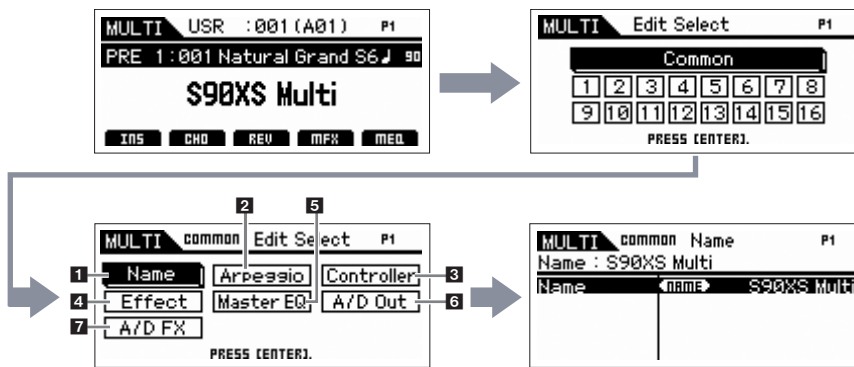 MULTI USR :001(A01) P1
PRE 1:001 Natural Grand S6♩ 90
S90XS Multi
INS CHO REV MFX MEQ
MULTI Edit Select P1
Common
1 2 3 4 5 6 7 8
9 10 11 12 13 14 15 16
PRESS [ENTER].
2 5
MULTI common Edit Select P1
1 Name Arpeggio Controller 3
4 Effect Master EQ A/D Out 6
7 A/D FX
PRESS [ENTER].
MULTI common Name P1
Name : S90XS Multi
Name NAME S90XS Multi